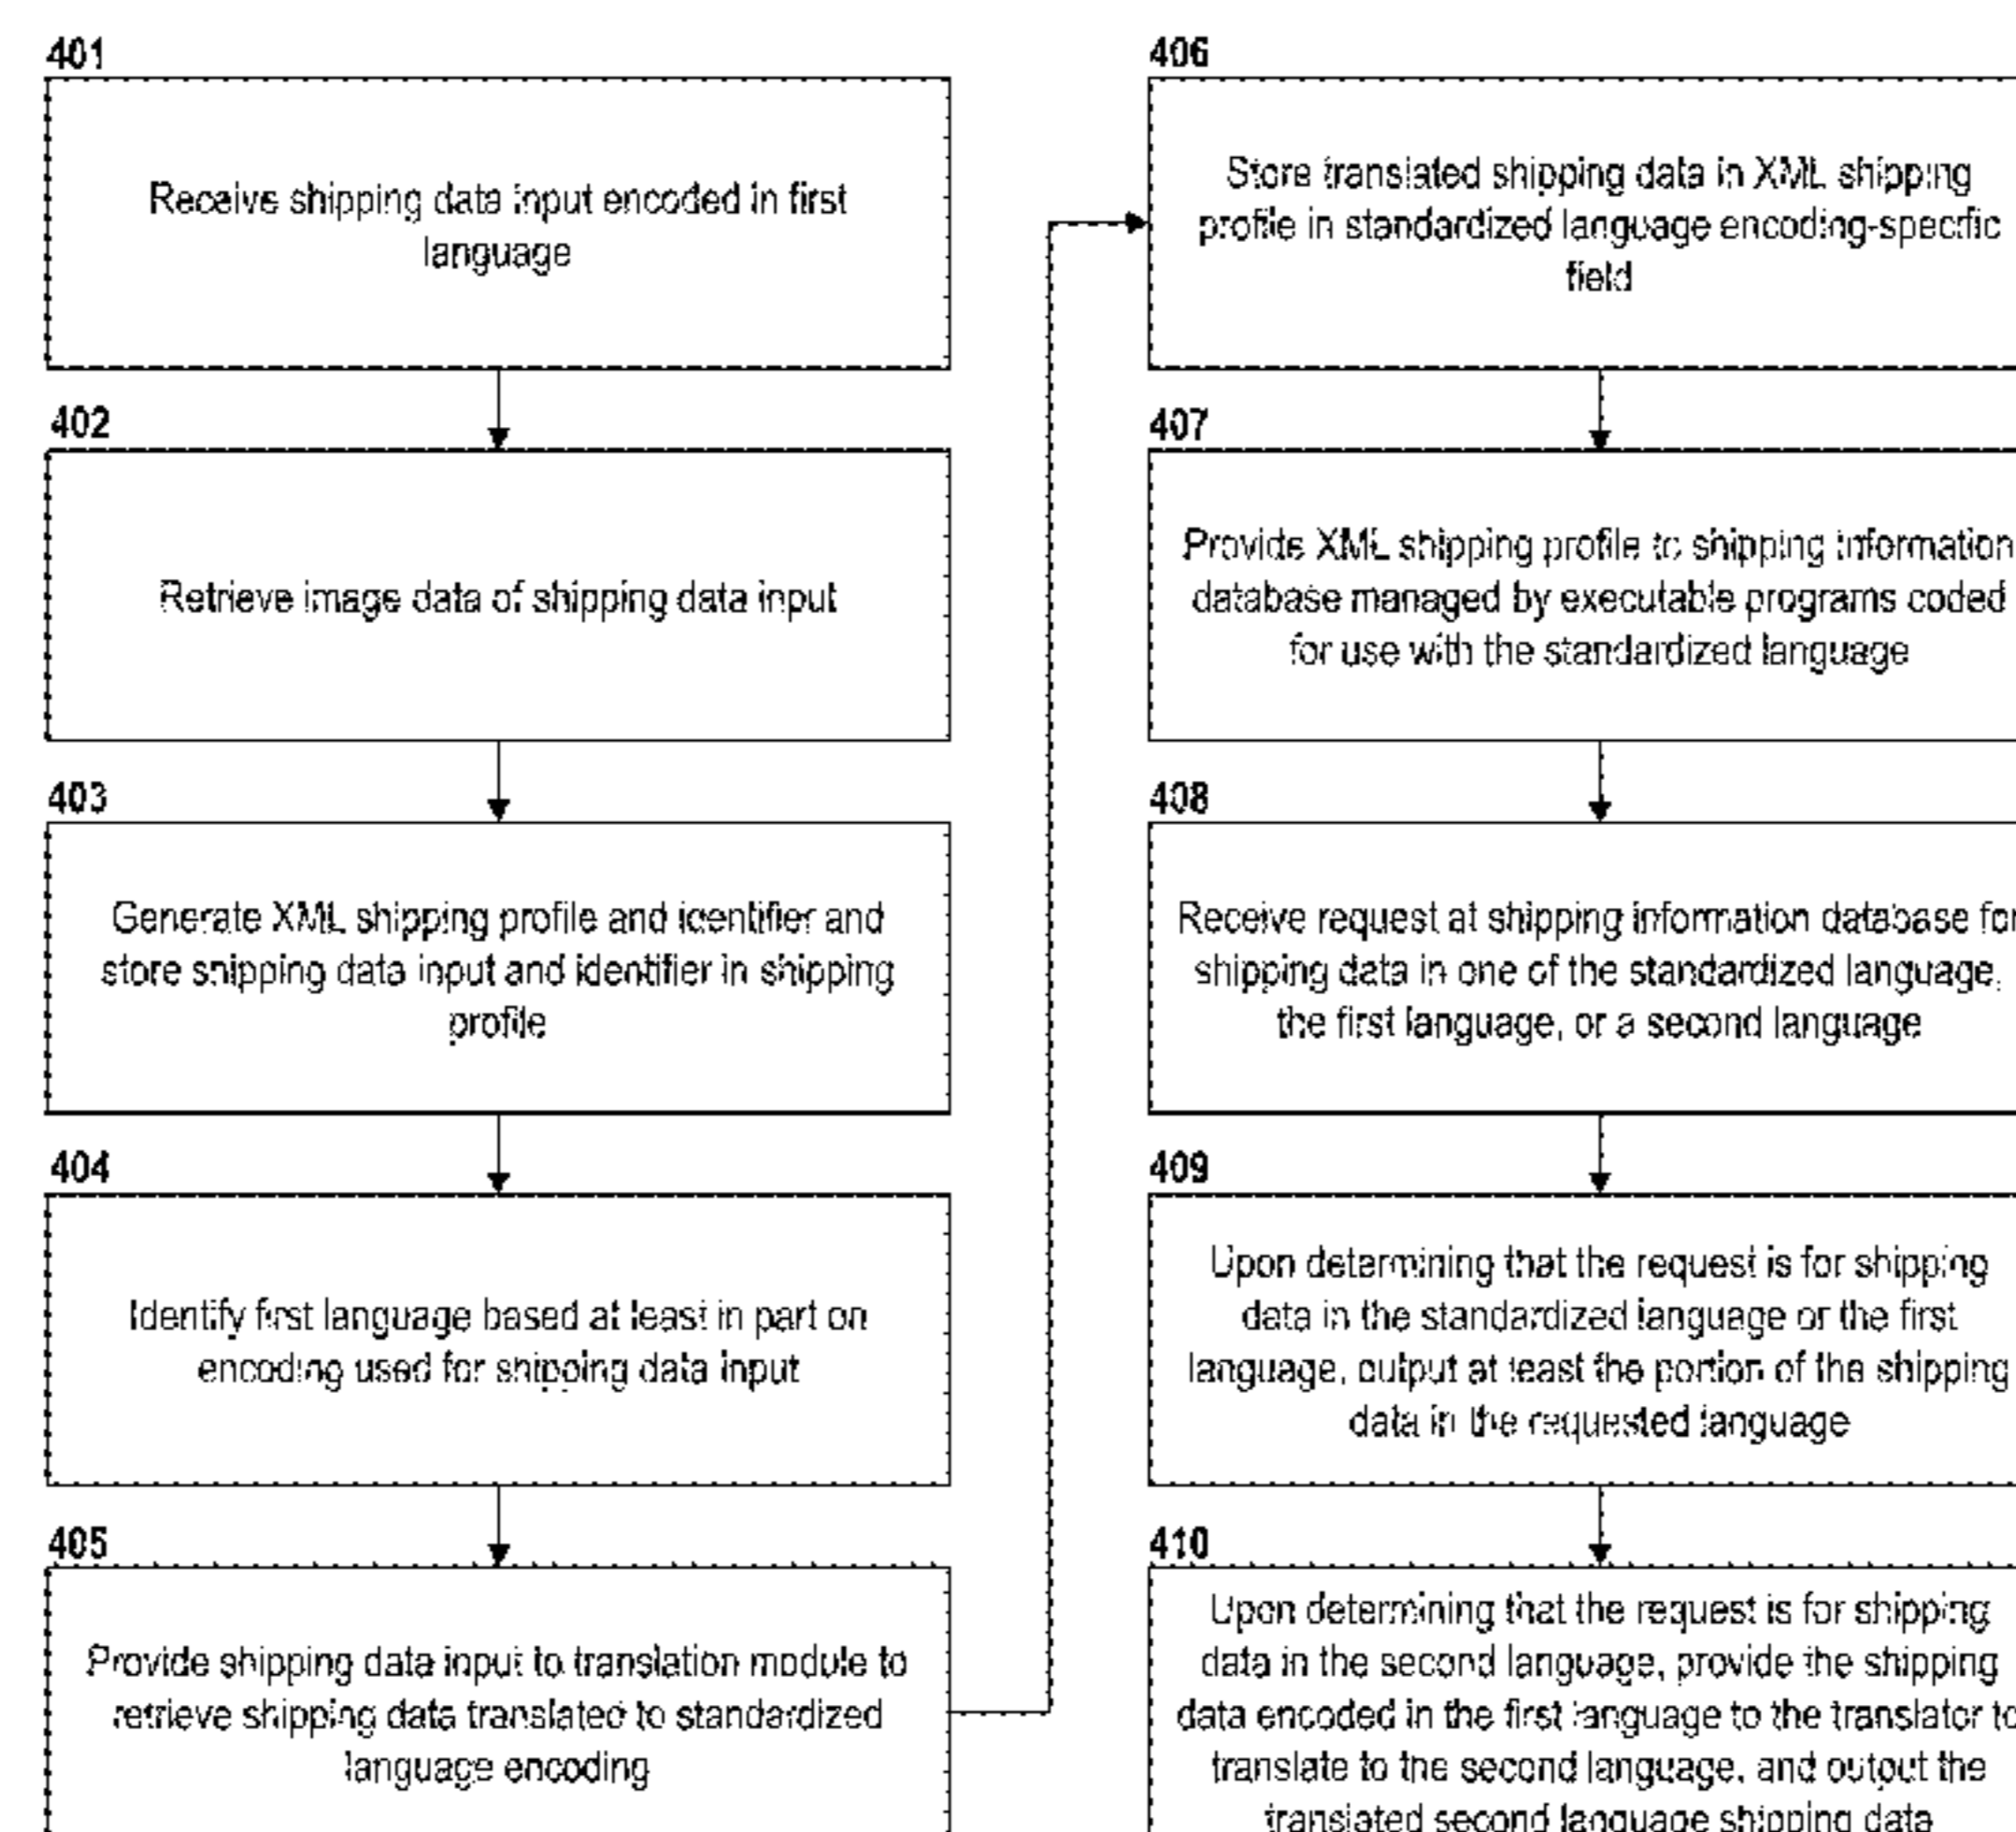 401
Receive shipping data input encoded in first
language
402
Retrieve image data of shipping data input
403
Generate XML shipping profile and identifier and
store shipping data input and identifier in shipping
profile
404
Identify first language based at least in part on
encoding used for shipping data input
405
Provide shipping data input to translation module to
retrieve shipping data translated to standardized
language encoding
406
Store translated shipping data in XML shipping
profile in standardized language encoding-specific
field
407
Provide XML shipping profile to shipping information
database managed by executable programs coded
for use with the standardized language
408
Receive request at shipping information database for
shipping data in one of the standardized language,
the first language, or a second language
409
Upon determining that the request is for shipping
data in the standardized language or the first
language, output at least the portion of the shipping
data in the requested language
410
Upon determining that the request is for shipping
data in the second language, provide the shipping
data encoded in the first language to the translator to
translate to the second language, and output the
translated second language shipping data